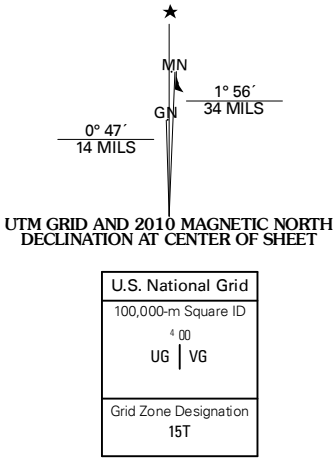 ★
MN
1° 56´
34 MILS
GN
0° 47´
14 MILS
UTM GRID AND 2010 MAGNETIC NORTH
DECLINATION AT CENTER OF SHEET
U.S. National Grid
100,000-m Square ID
4 00
UG | VG
Grid Zone Designation
15T